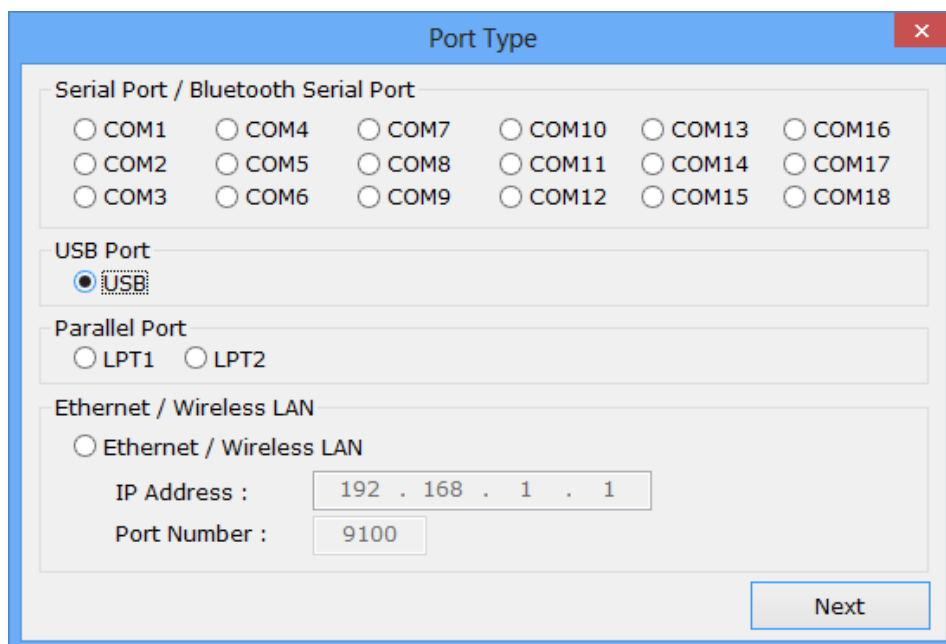 Port Type
Serial Port / Bluetooth Serial Port
COM1 COM4 COM7 COM10 COM13 COM16
COM2 COM5 COM8 COM11 COM14 COM17
COM3 COM6 COM9 COM12 COM15 COM18
USB Port
USB
Parallel Port
LPT1 LPT2
Ethernet / Wireless LAN
Ethernet / Wireless LAN
IP Address : 192 . 168 . 1 . 1
Port Number : 9100
Next